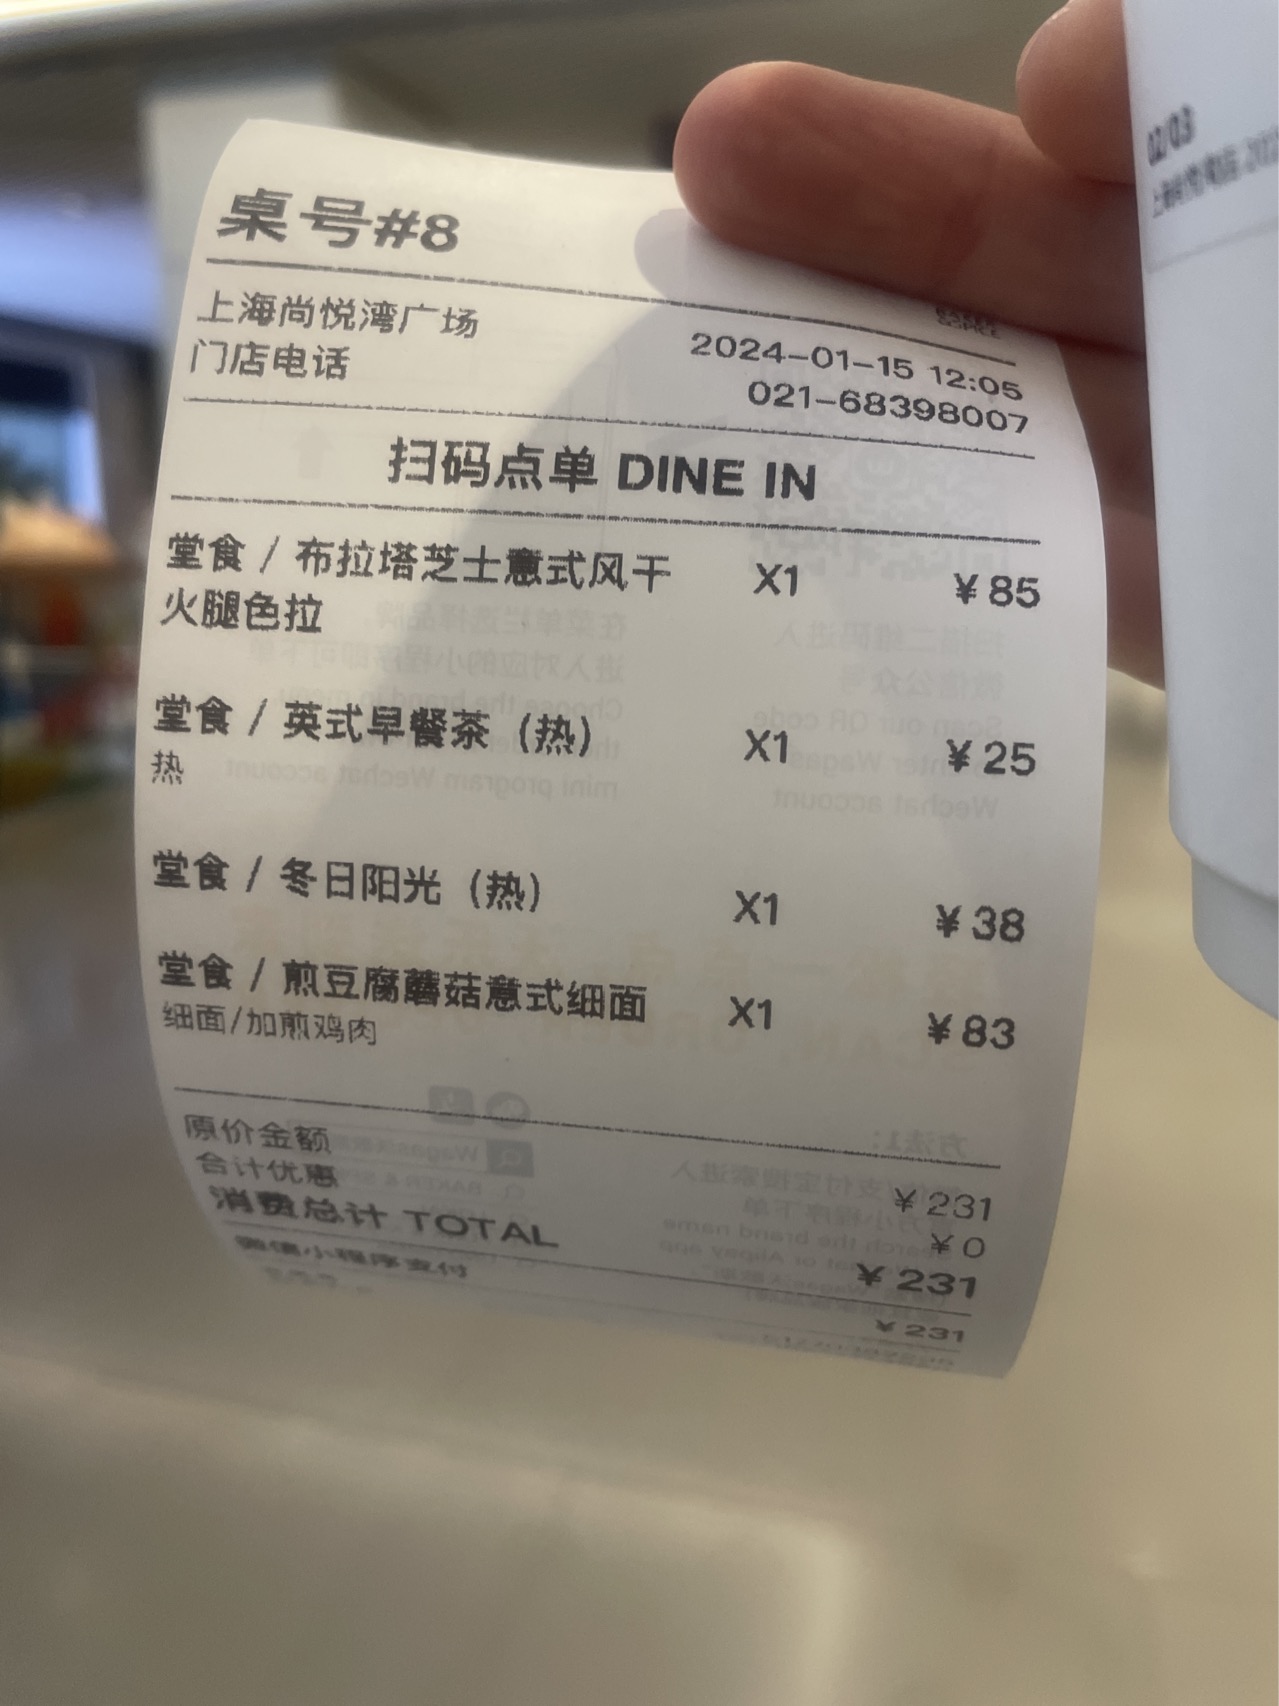 桌号#8
上海尚悦湾广场 2024-01-15 12:05
门店电话 021-68398007
扫码点单 DINE IN
堂食 / 布拉塔芝士意式风干 X1 ¥85
火腿色拉
堂食 / 英式早餐茶（热） X1 ¥25
热
堂食 / 冬日阳光（热） X1 ¥38
堂食 / 煎豆腐蘑菇意式细面 X1 ¥83
细面/加煎鸡肉
原价金额 ¥231
合计优惠 ¥0
消费总计 TOTAL ¥231
微信小程序支付 ¥231
02/03